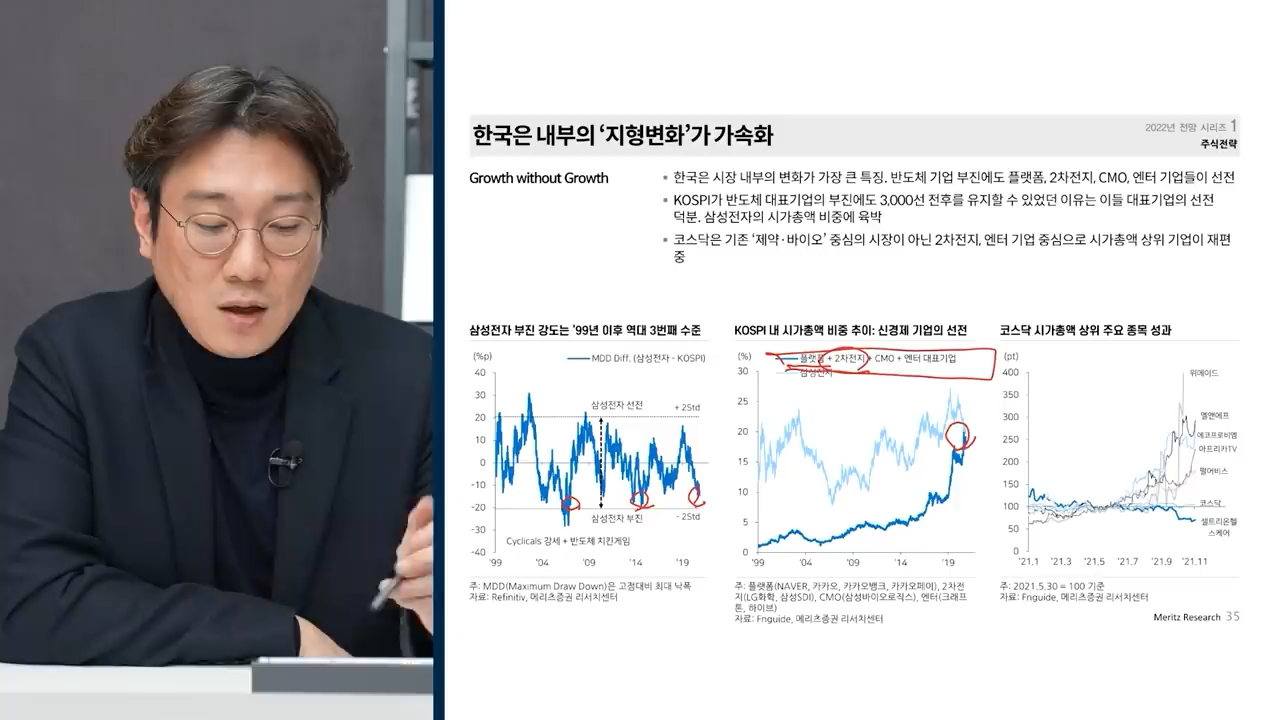 한국은 내부의 ‘지형변화’가 가속화
2022년 전망 시리즈 1
주식전략
Growth without Growth
▪ 한국은 시장 내부의 변화가 가장 큰 특징. 반도체 기업 부진에도 플랫폼, 2차전지, CMO, 엔터 기업들이 선전
▪ KOSPI가 반도체 대표기업의 부진에도 3,000선 전후를 유지할 수 있었던 이유는 이들 대표기업의 선전
덕분. 삼성전자의 시가총액 비중에 육박
▪ 코스닥은 기존 ‘제약·바이오’ 중심의 시장이 아닌 2차전지, 엔터 기업 중심으로 시가총액 상위 기업이 재편
중
삼성전자 부진 강도는 ’99년 이후 역대 3번째 수준
(%p)
MDD Diff. (삼성전자 - KOSPI)
40
30
20
10
0
-10
-20
-30
-40
삼성전자 선전
+ 2Std
삼성전자 부진
- 2Std
Cyclicals 강세 + 반도체 치킨게임
'99 '04 '09 '14 '19
주: MDD(Maximum Draw Down)은 고점대비 최대 낙폭
자료: Refinitiv, 메리츠증권 리서치센터
KOSPI 내 시가총액 비중 추이: 신경제 기업의 선전
(%)
플랫폼 + 2차전지 + CMO + 엔터 대표기업
삼성전자
30
25
20
15
10
5
0
'99 '04 '09 '14 '19
주: 플랫폼(NAVER, 카카오, 카카오뱅크, 카카오페이), 2차전
지(LG화학, 삼성SDI), CMO(삼성바이오로직스), 엔터(크래프
톤, 하이브)
자료: Fnguide, 메리츠증권 리서치센터
코스닥 시가총액 상위 주요 종목 성과
(pt)
400
350
300
250
200
150
100
50
0
위메이드
엘앤에프
에코프로비엠
아프리카TV
펄어비스
코스닥
셀트리온헬
스케어
'21.1 '21.3 '21.5 '21.7 '21.9 '21.11
주: 2021.5.30 = 100 기준
자료: Fnguide, 메리츠증권 리서치센터
Meritz Research 35